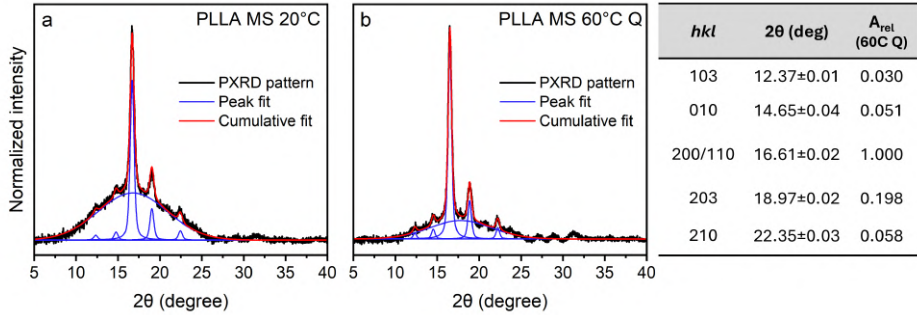 a
PLLA MS 20°C
PXRD pattern
Peak fit
Cumulative fit
Normalized intensity
5 10 15 20 25 30 35 40
2θ (degree)
b
PLLA MS 60°C Q
PXRD pattern
Peak fit
Cumulative fit
5 10 15 20 25 30 35 40
2θ (degree)
hkl 2θ (deg) Arel (60C Q)
103 12.37±0.01 0.030
010 14.65±0.04 0.051
200/110 16.61±0.02 1.000
203 18.97±0.02 0.198
210 22.35±0.03 0.058